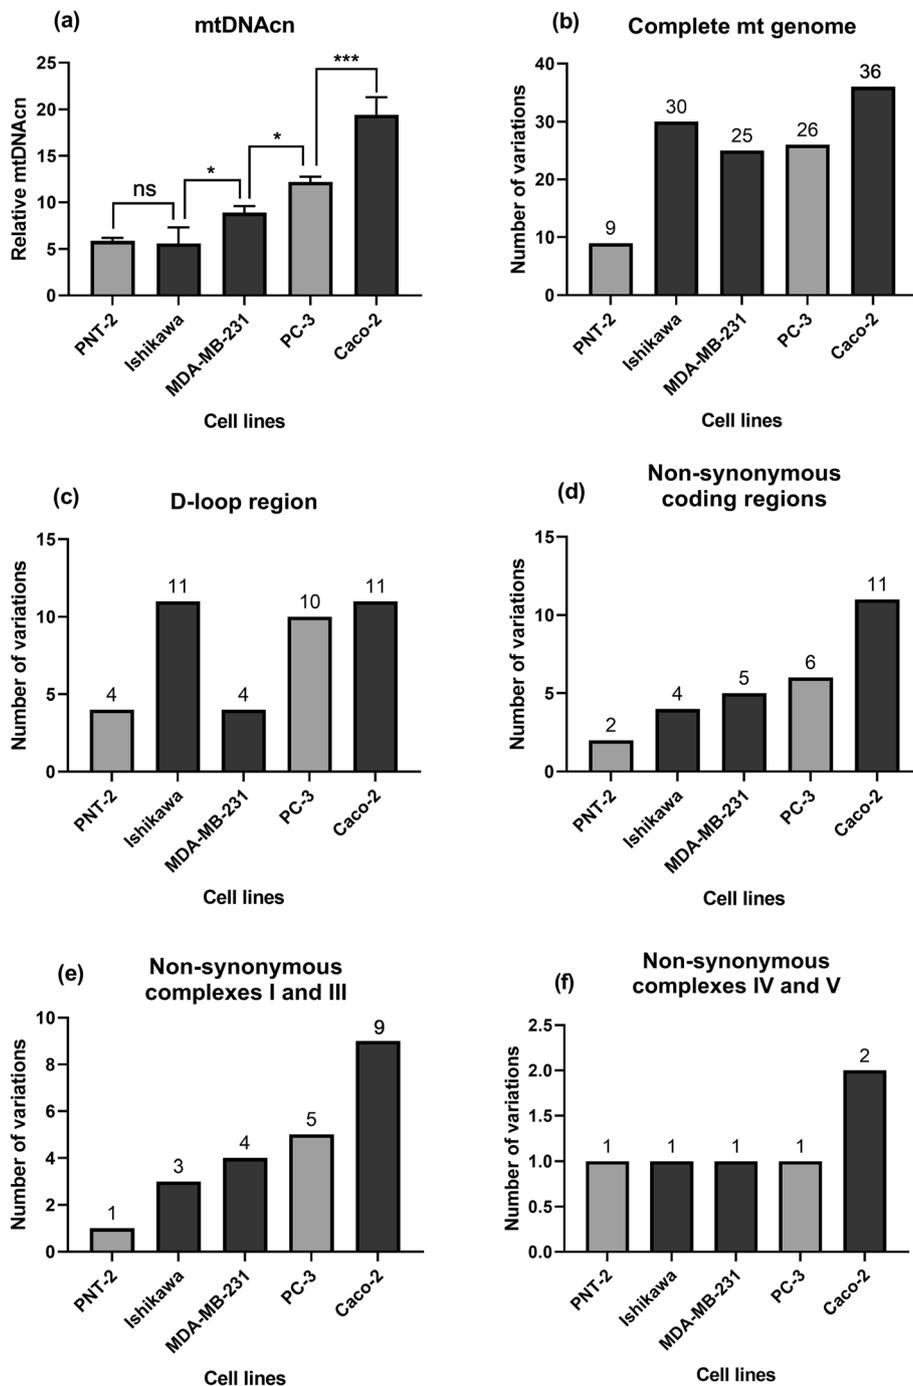 (a)
mtDNAcn
Relative mtDNAcn
25
20
15
10
5
0
ns
*
*
***
PNT-2
Ishikawa
MDA-MB-231
PC-3
Caco-2
Cell lines
(b)
Complete mt genome
Number of variations
40
30
20
10
0
9
30
25
26
36
PNT-2
Ishikawa
MDA-MB-231
PC-3
Caco-2
Cell lines
(c)
D-loop region
Number of variations
15
10
5
0
4
11
4
10
11
PNT-2
Ishikawa
MDA-MB-231
PC-3
Caco-2
Cell lines
(d)
Non-synonymous
coding regions
Number of variations
15
10
5
0
2
4
5
6
11
PNT-2
Ishikawa
MDA-MB-231
PC-3
Caco-2
Cell lines
(e)
Non-synonymous
complexes I and III
Number of variations
10
8
6
4
2
0
1
3
4
5
9
PNT-2
Ishikawa
MDA-MB-231
PC-3
Caco-2
Cell lines
(f)
Non-synonymous
complexes IV and V
Number of variations
2.5
2.0
1.5
1.0
0.5
0.0
1
1
1
1
2
PNT-2
Ishikawa
MDA-MB-231
PC-3
Caco-2
Cell lines